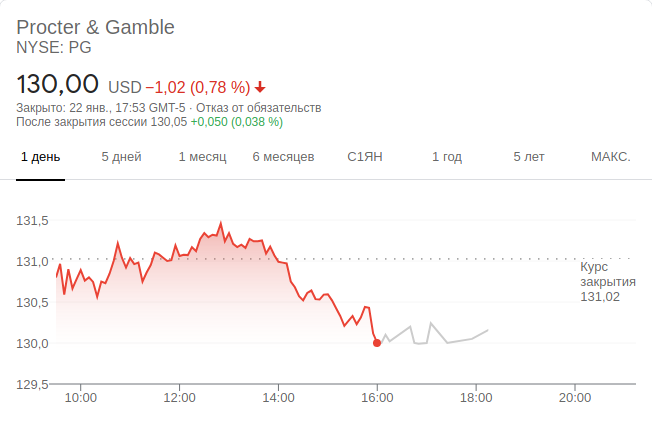 Procter & Gamble
NYSE: PG
130,00 USD −1,02 (0,78 %)
Закрыто: 22 янв., 17:53 GMT-5 · Отказ от обязательств
После закрытия сессии 130,05 +0,050 (0,038 %)
1 день 5 дней 1 месяц 6 месяцев С1ЯН 1 год 5 лет МАКС.
131,5
131,0
Курс
закрытия
131,02
130,5
130,0
129,5
10:00 12:00 14:00 16:00 18:00 20:00